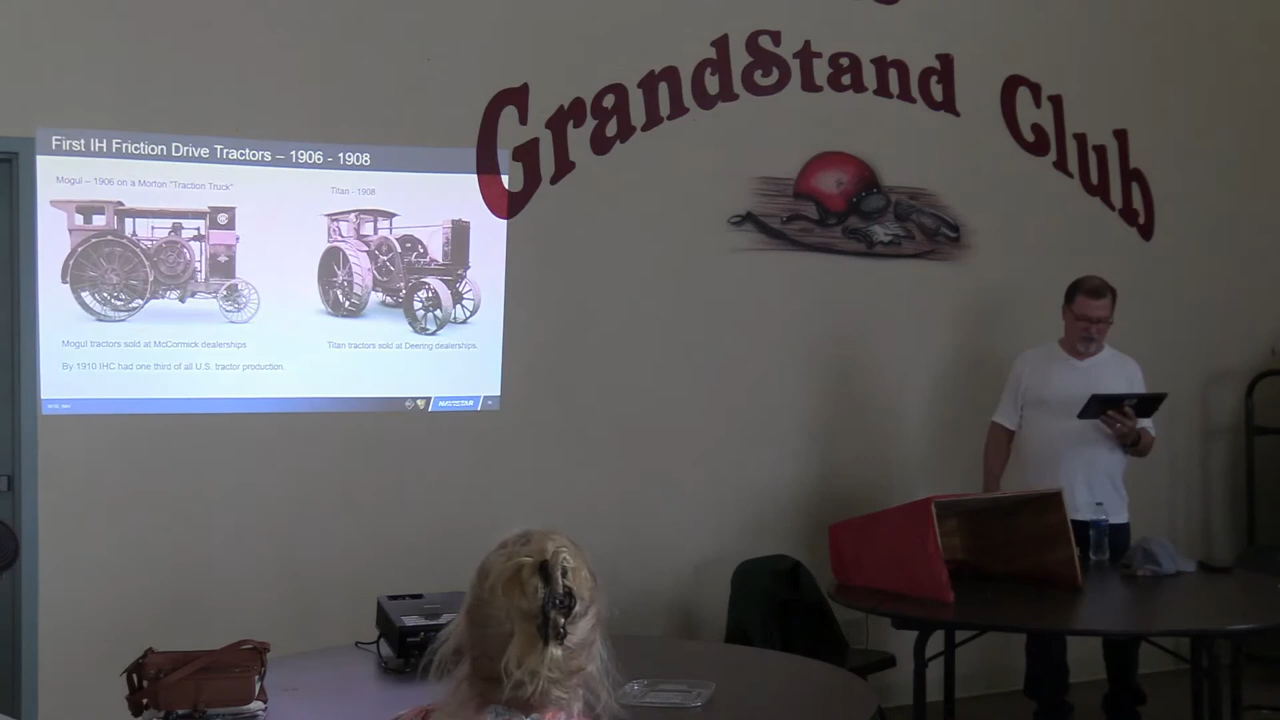 GrandStand Club
First IH Friction Drive Tractors – 1906 - 1908
Mogul – 1906 on a Morton "Traction Truck"
Titan - 1908
Mogul tractors sold at McCormick dealerships
Titan tractors sold at Deering dealerships.
By 1910 IHC had one third of all U.S. tractor production.
NAVISTAR